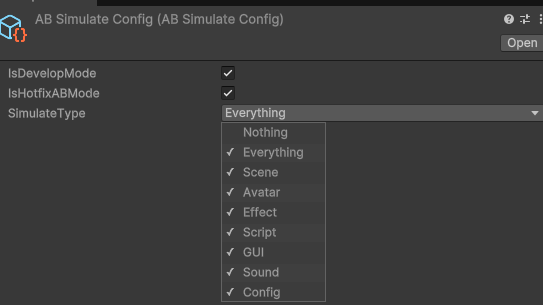 AB Simulate Config (AB Simulate Config)
Open
IsDevelopMode
IsHotfixABMode
SimulateType Everything
Nothing
Everything
Scene
Avatar
Effect
Script
GUI
Sound
Config